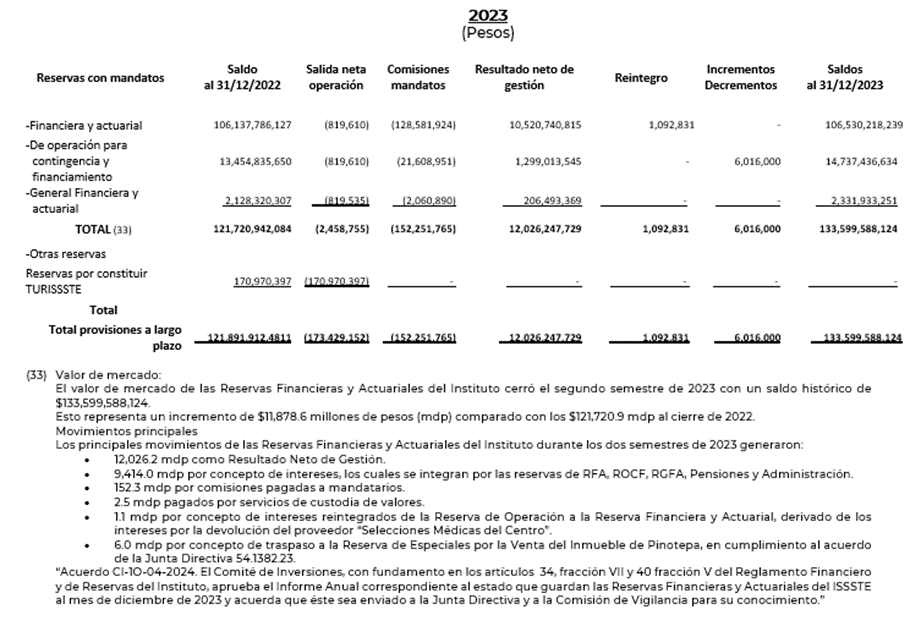 2023
(Pesos)
Reservas con mandatos Saldo al 31/12/2022 Salida neta operación Comisiones mandatos Resultado neto de gestión Reintegro Incrementos Decrementos Saldos al 31/12/2023
-Financiera y actuarial 106,137,786,127 (819,610) (128,581,924) 10,520,740,815 1,092,831 - 106,530,218,239
-De operación para
contingencia y 13,454,835,650 (819,610) (21,608,951) 1,299,013,545 - 6,016,000 14,737,436,634
financiamiento
-General Financiera y
actuarial 2,128,320,307 (819,535) (2,060,890) 206,493,369 - - 2,331,933,251
TOTAL (33) 121,720,942,084 (2,458,755) (152,251,765) 12,026,247,729 1,092,831 6,016,000 133,599,588,124
-Otras reservas
Reservas por constituir
TURISSSTE 170,970,397 (170,970,397) - - - - -
Total
Total provisiones a largo
plazo 121,891,912,4811 (173,429,152) (152,251,765) 12,026,247,729 1,092,831 6,016,000 133,599,588,124
(33) Valor de mercado:
El valor de mercado de las Reservas Financieras y Actuariales del Instituto cerró el segundo semestre de 2023 con un saldo histórico de
$133,599,588,124.
Esto representa un incremento de $11,878.6 millones de pesos (mdp) comparado con los $121,720.9 mdp al cierre de 2022.
Movimientos principales
Los principales movimientos de las Reservas Financieras y Actuariales del Instituto durante los dos semestres de 2023 generaron:
• 12,026.2 mdp como Resultado Neto de Gestión.
• 9,414.0 mdp por concepto de intereses, los cuales se integran por las reservas de RFA, ROCF, RGFA, Pensiones y Administración.
• 152.3 mdp por comisiones pagadas a mandatarios.
• 2.5 mdp pagados por servicios de custodia de valores.
• 1.1 mdp por concepto de intereses reintegrados de la Reserva de Operación a la Reserva Financiera y Actuarial, derivado de los
intereses por la devolución del proveedor “Selecciones Médicas del Centro”.
• 6.0 mdp por concepto de traspaso a la Reserva de Especiales por la Venta del Inmueble de Pinotepa, en cumplimiento al acuerdo
de la Junta Directiva 54.1382.23.
“Acuerdo CI-1O-04-2024. El Comité de Inversiones, con fundamento en los artículos 34, fracción VII y 40 fracción V del Reglamento Financiero
y de Reservas del Instituto, aprueba el Informe Anual correspondiente al estado que guardan las Reservas Financieras y Actuariales del ISSSTE
al mes de diciembre de 2023 y acuerda que éste sea enviado a la Junta Directiva y a la Comisión de Vigilancia para su conocimiento.”